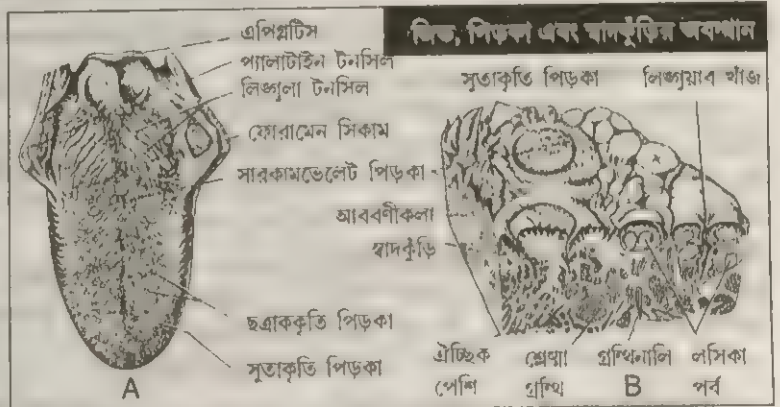 জিভ, পিড়কা এবং স্বাদকুঁড়ির অবস্থান
এপিগ্লটিস
প্যালাটাইন টনসিল
লিঙ্গুলা টনসিল
ফোরামেন সিকাম
সারকামভেলেট পিড়কা
আবরণীকলা
স্বাদকুঁড়ি
ছত্রাককৃতি পিড়কা
সুতাকৃতি পিড়কা
A
সুতাকৃতি পিড়কা
লিঙ্গুয়াব খাঁজ
ঐচ্ছিক পেশি
শ্লেষ্মা গ্রন্থি
গ্রন্থিনালি
B
লসিকা পর্ব